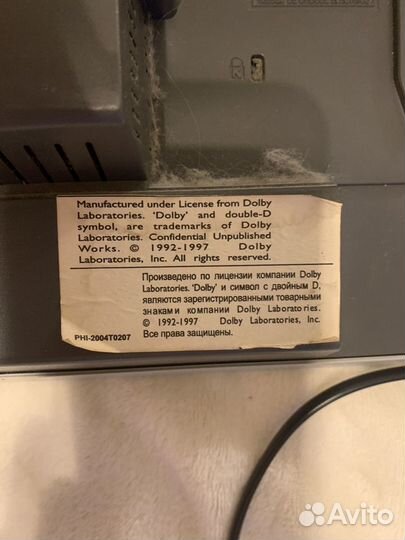 Manufactured under License from Dolby
Laboratories. 'Dolby' and double-D
symbol, are trademarks of Dolby
Laboratories. Confidential Unpublished
Works. © 1992-1997 Dolby
Laboratories, Inc. All rights reserved.
Произведено по лицензии компании Dolby
Laboratories. 'Dolby' и символ с двойным D,
являются зарегистрированными товарными
знаками компании Dolby Laboratories.
© 1992-1997 Dolby Laboratories, Inc.
Все права защищены.
PHI-2004T0207
Avito